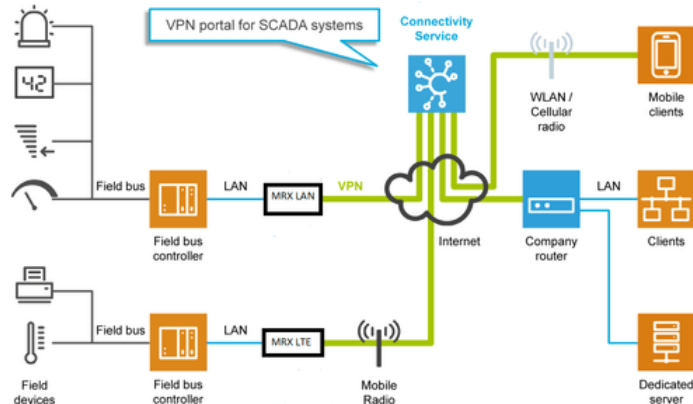 VPN portal for SCADA systems
Connectivity
Service
42
WLAN /
Cellular
radio
Mobile
clients
Field bus
LAN
MRX LAN
VPN
Internet
LAN
Field bus
controller
Company
router
Clients
Field bus
LAN
MRX LTE
Field
devices
Field bus
controller
Mobile
Radio
Dedicated
server